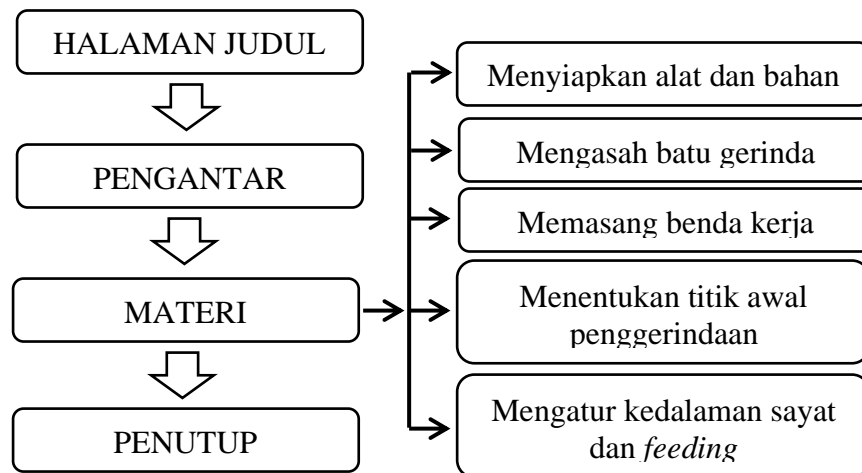 HALAMAN JUDUL
PENGANTAR
MATERI
PENUTUP
Menyiapkan alat dan bahan
Mengasah batu gerinda
Memasang benda kerja
Menentukan titik awal
penggerindaan
Mengatur kedalaman sayat
dan feeding